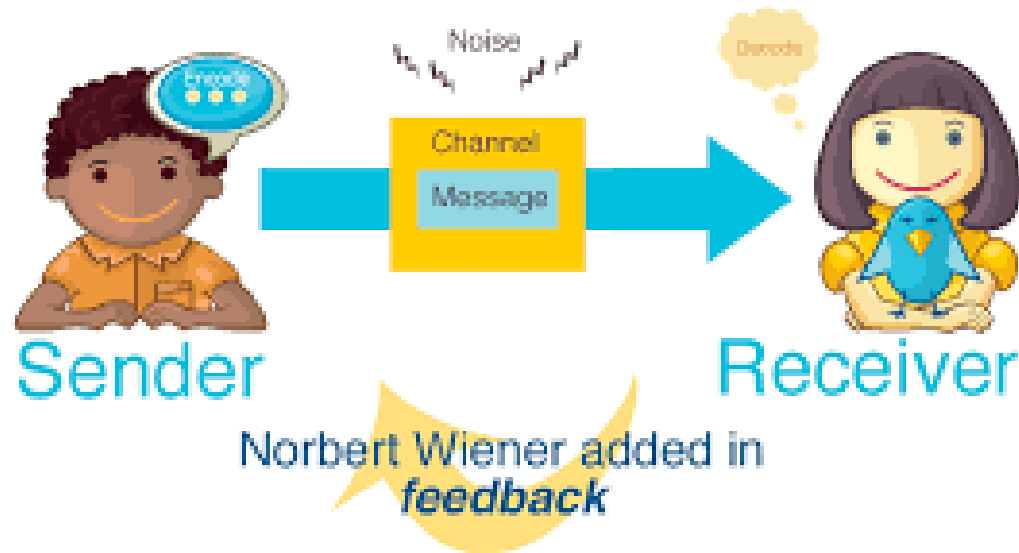 Noise
Decode
Encode
Channel
Message
Sender
Receiver
Norbert Wiener added in
feedback